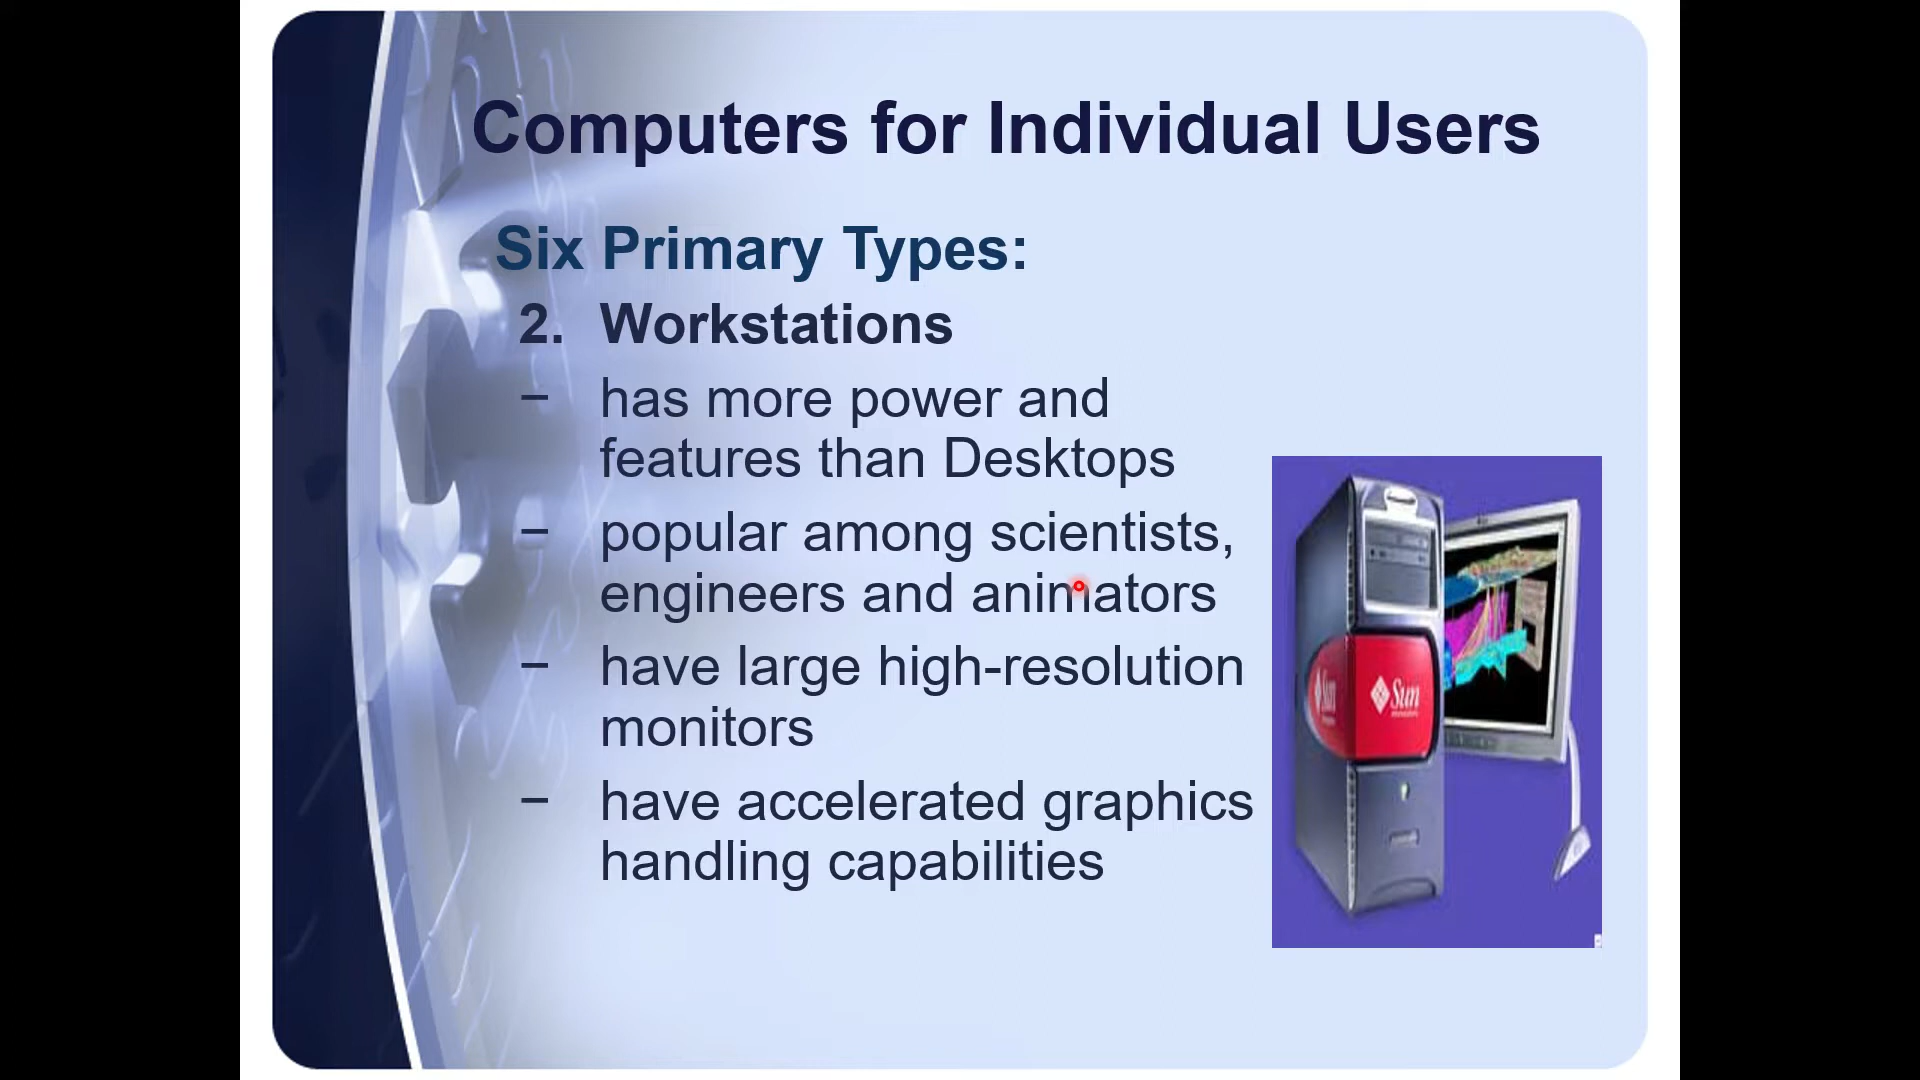 Computers for Individual Users
Six Primary Types:
2. Workstations
– has more power and
features than Desktops
– popular among scientists,
engineers and animators
– have large high-resolution
monitors
– have accelerated graphics
handling capabilities
Sun
Sun